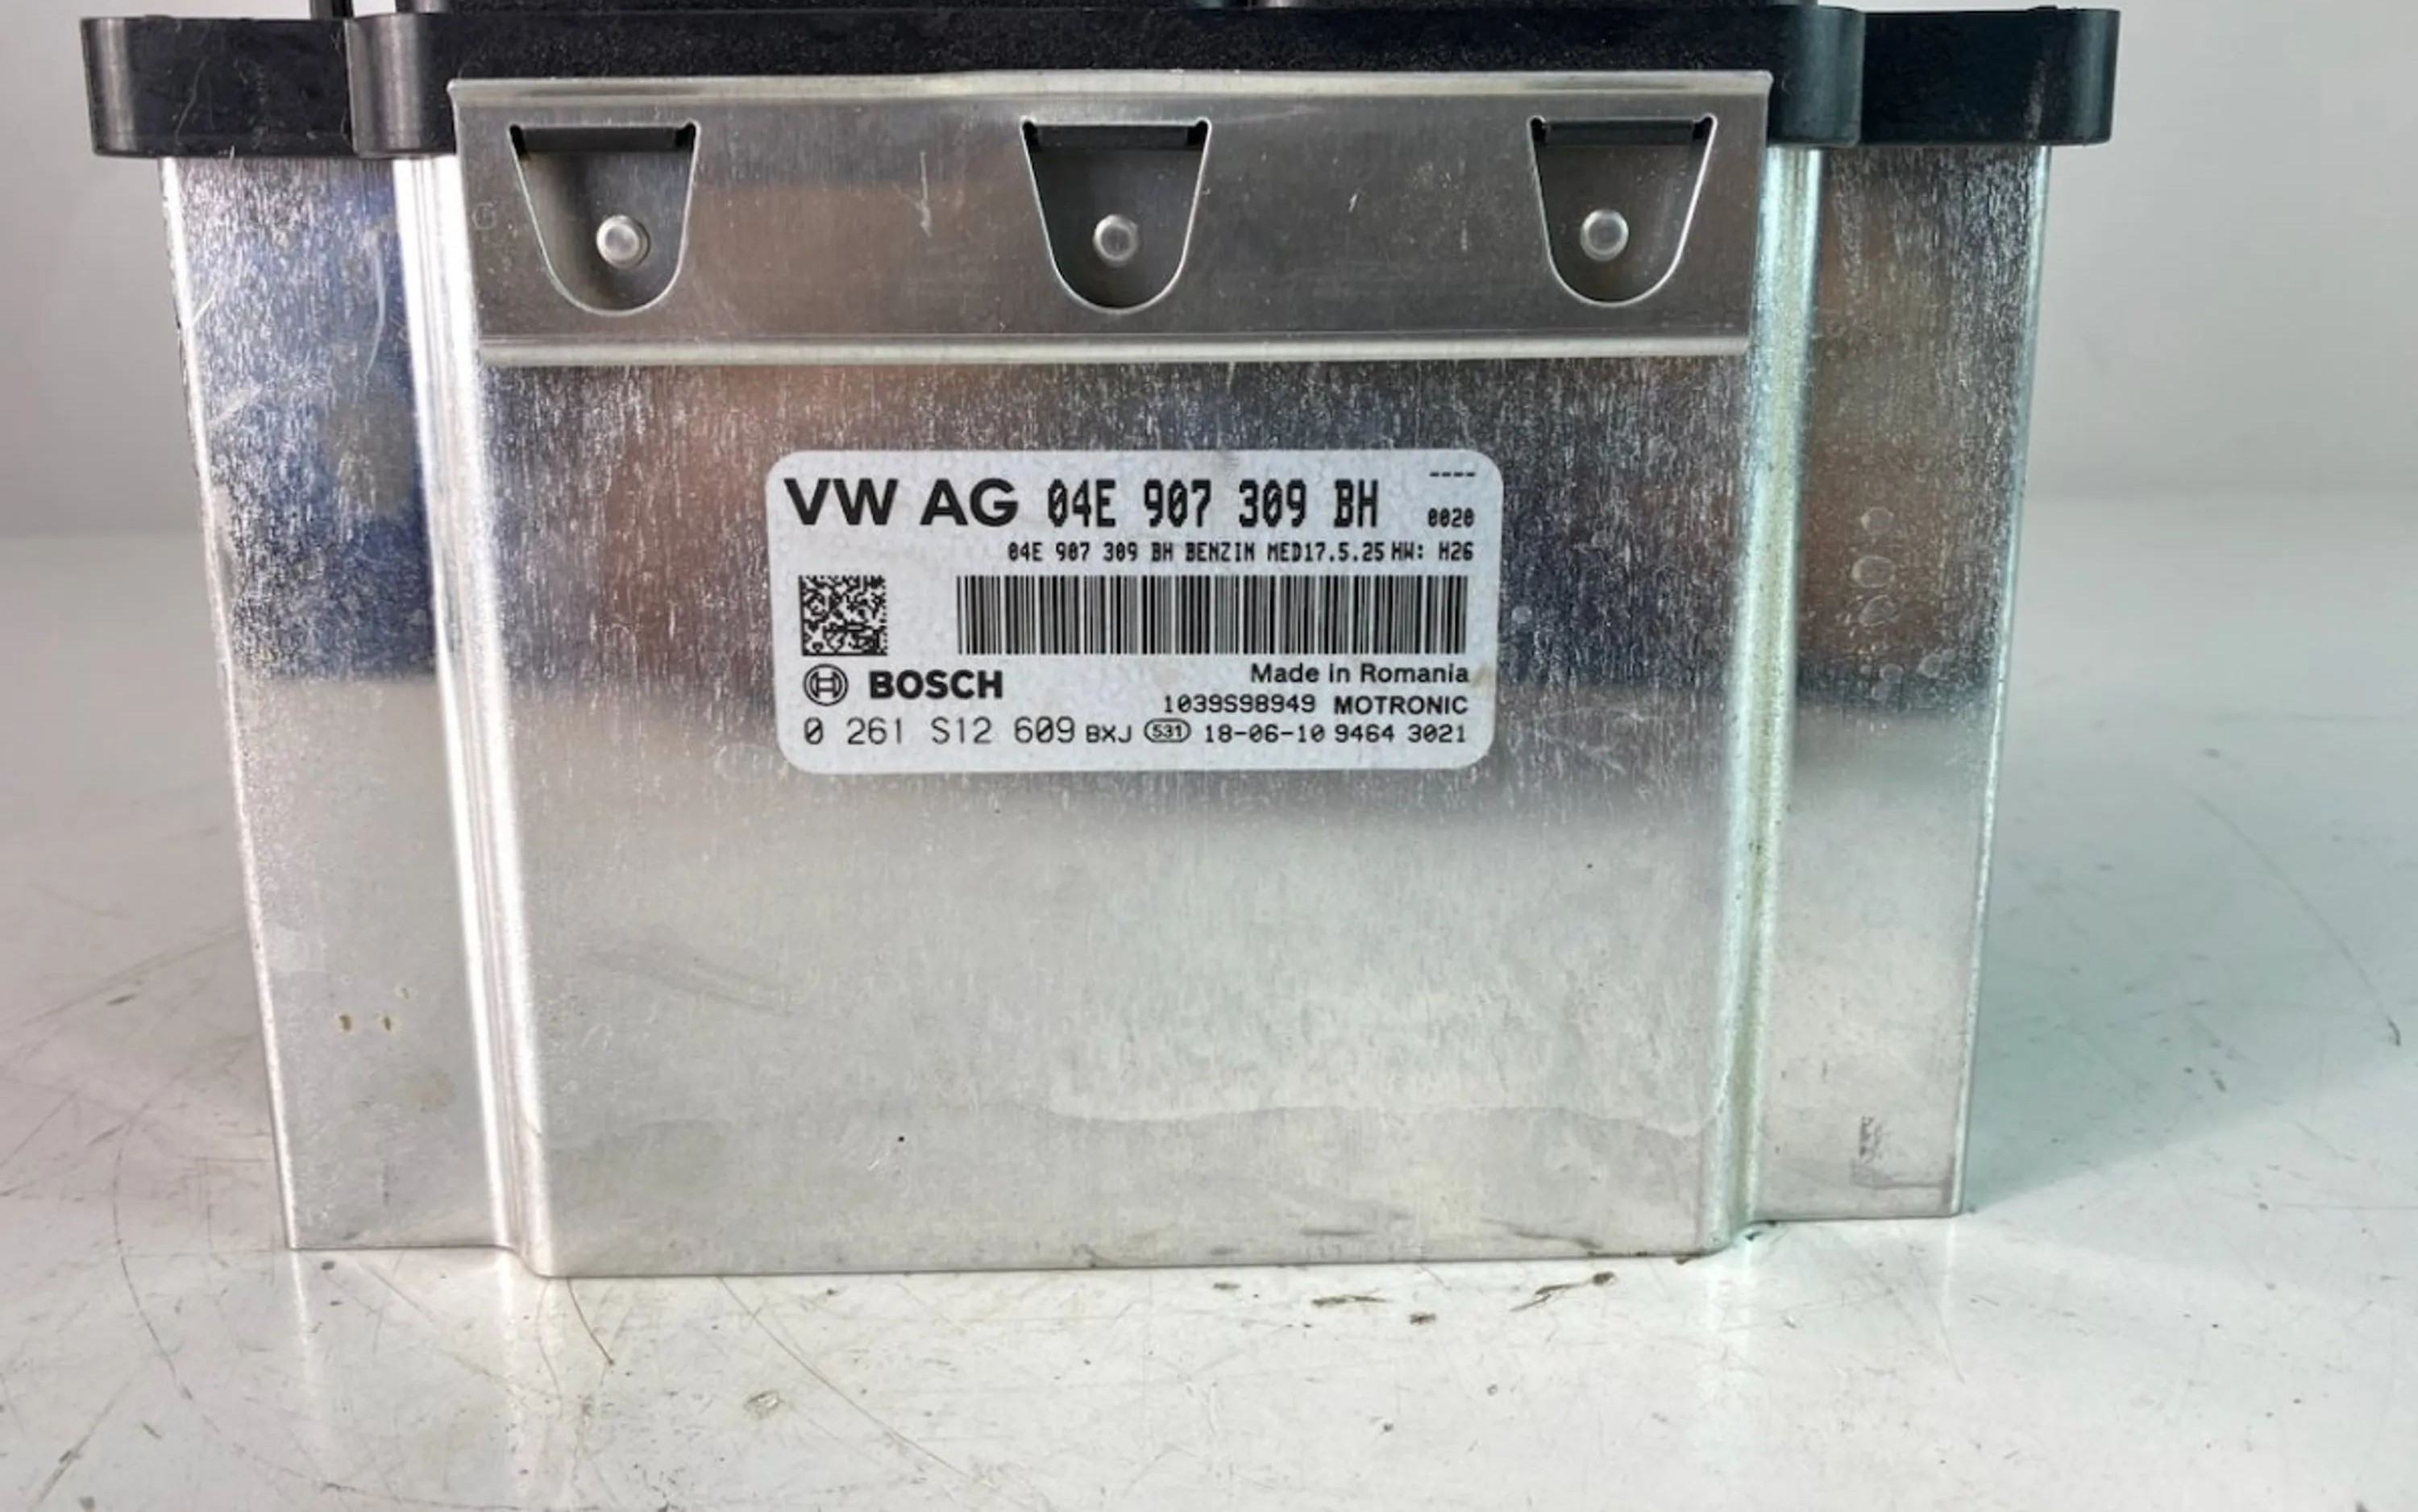 VW AG 04E 907 309 BH ----
0020
04E 907 309 BH BENZIN MED17.5.25 HW: H26
BOSCH Made in Romania
1039S98949 MOTRONIC
0 261 S12 609 BXJ 531 18-06-10 9464 3021